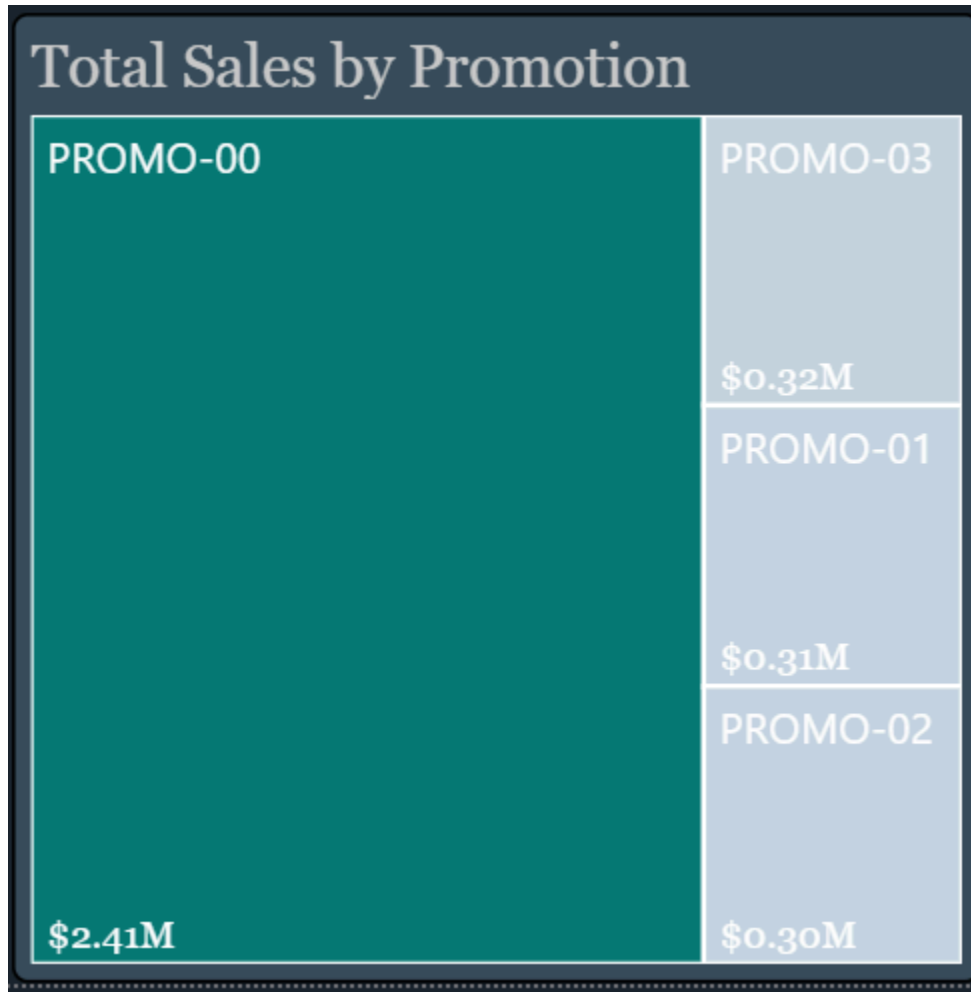 Total Sales by Promotion
PROMO-00
$2.41M
PROMO-03
$0.32M
PROMO-01
$0.31M
PROMO-02
$0.30M